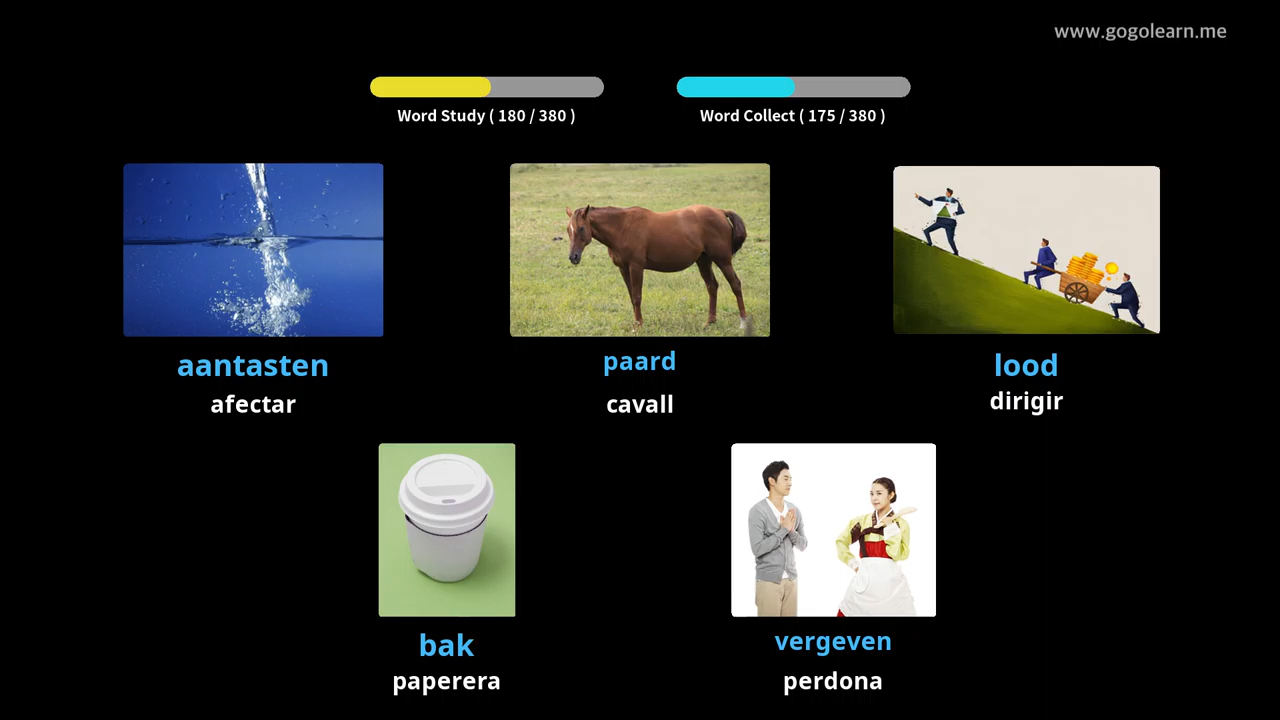 www.gogolearn.me
Word Study ( 180 / 380 )
Word Collect ( 175 / 380 )
aantasten
afectar
paard
cavall
lood
dirigir
bak
paperera
vergeven
perdona